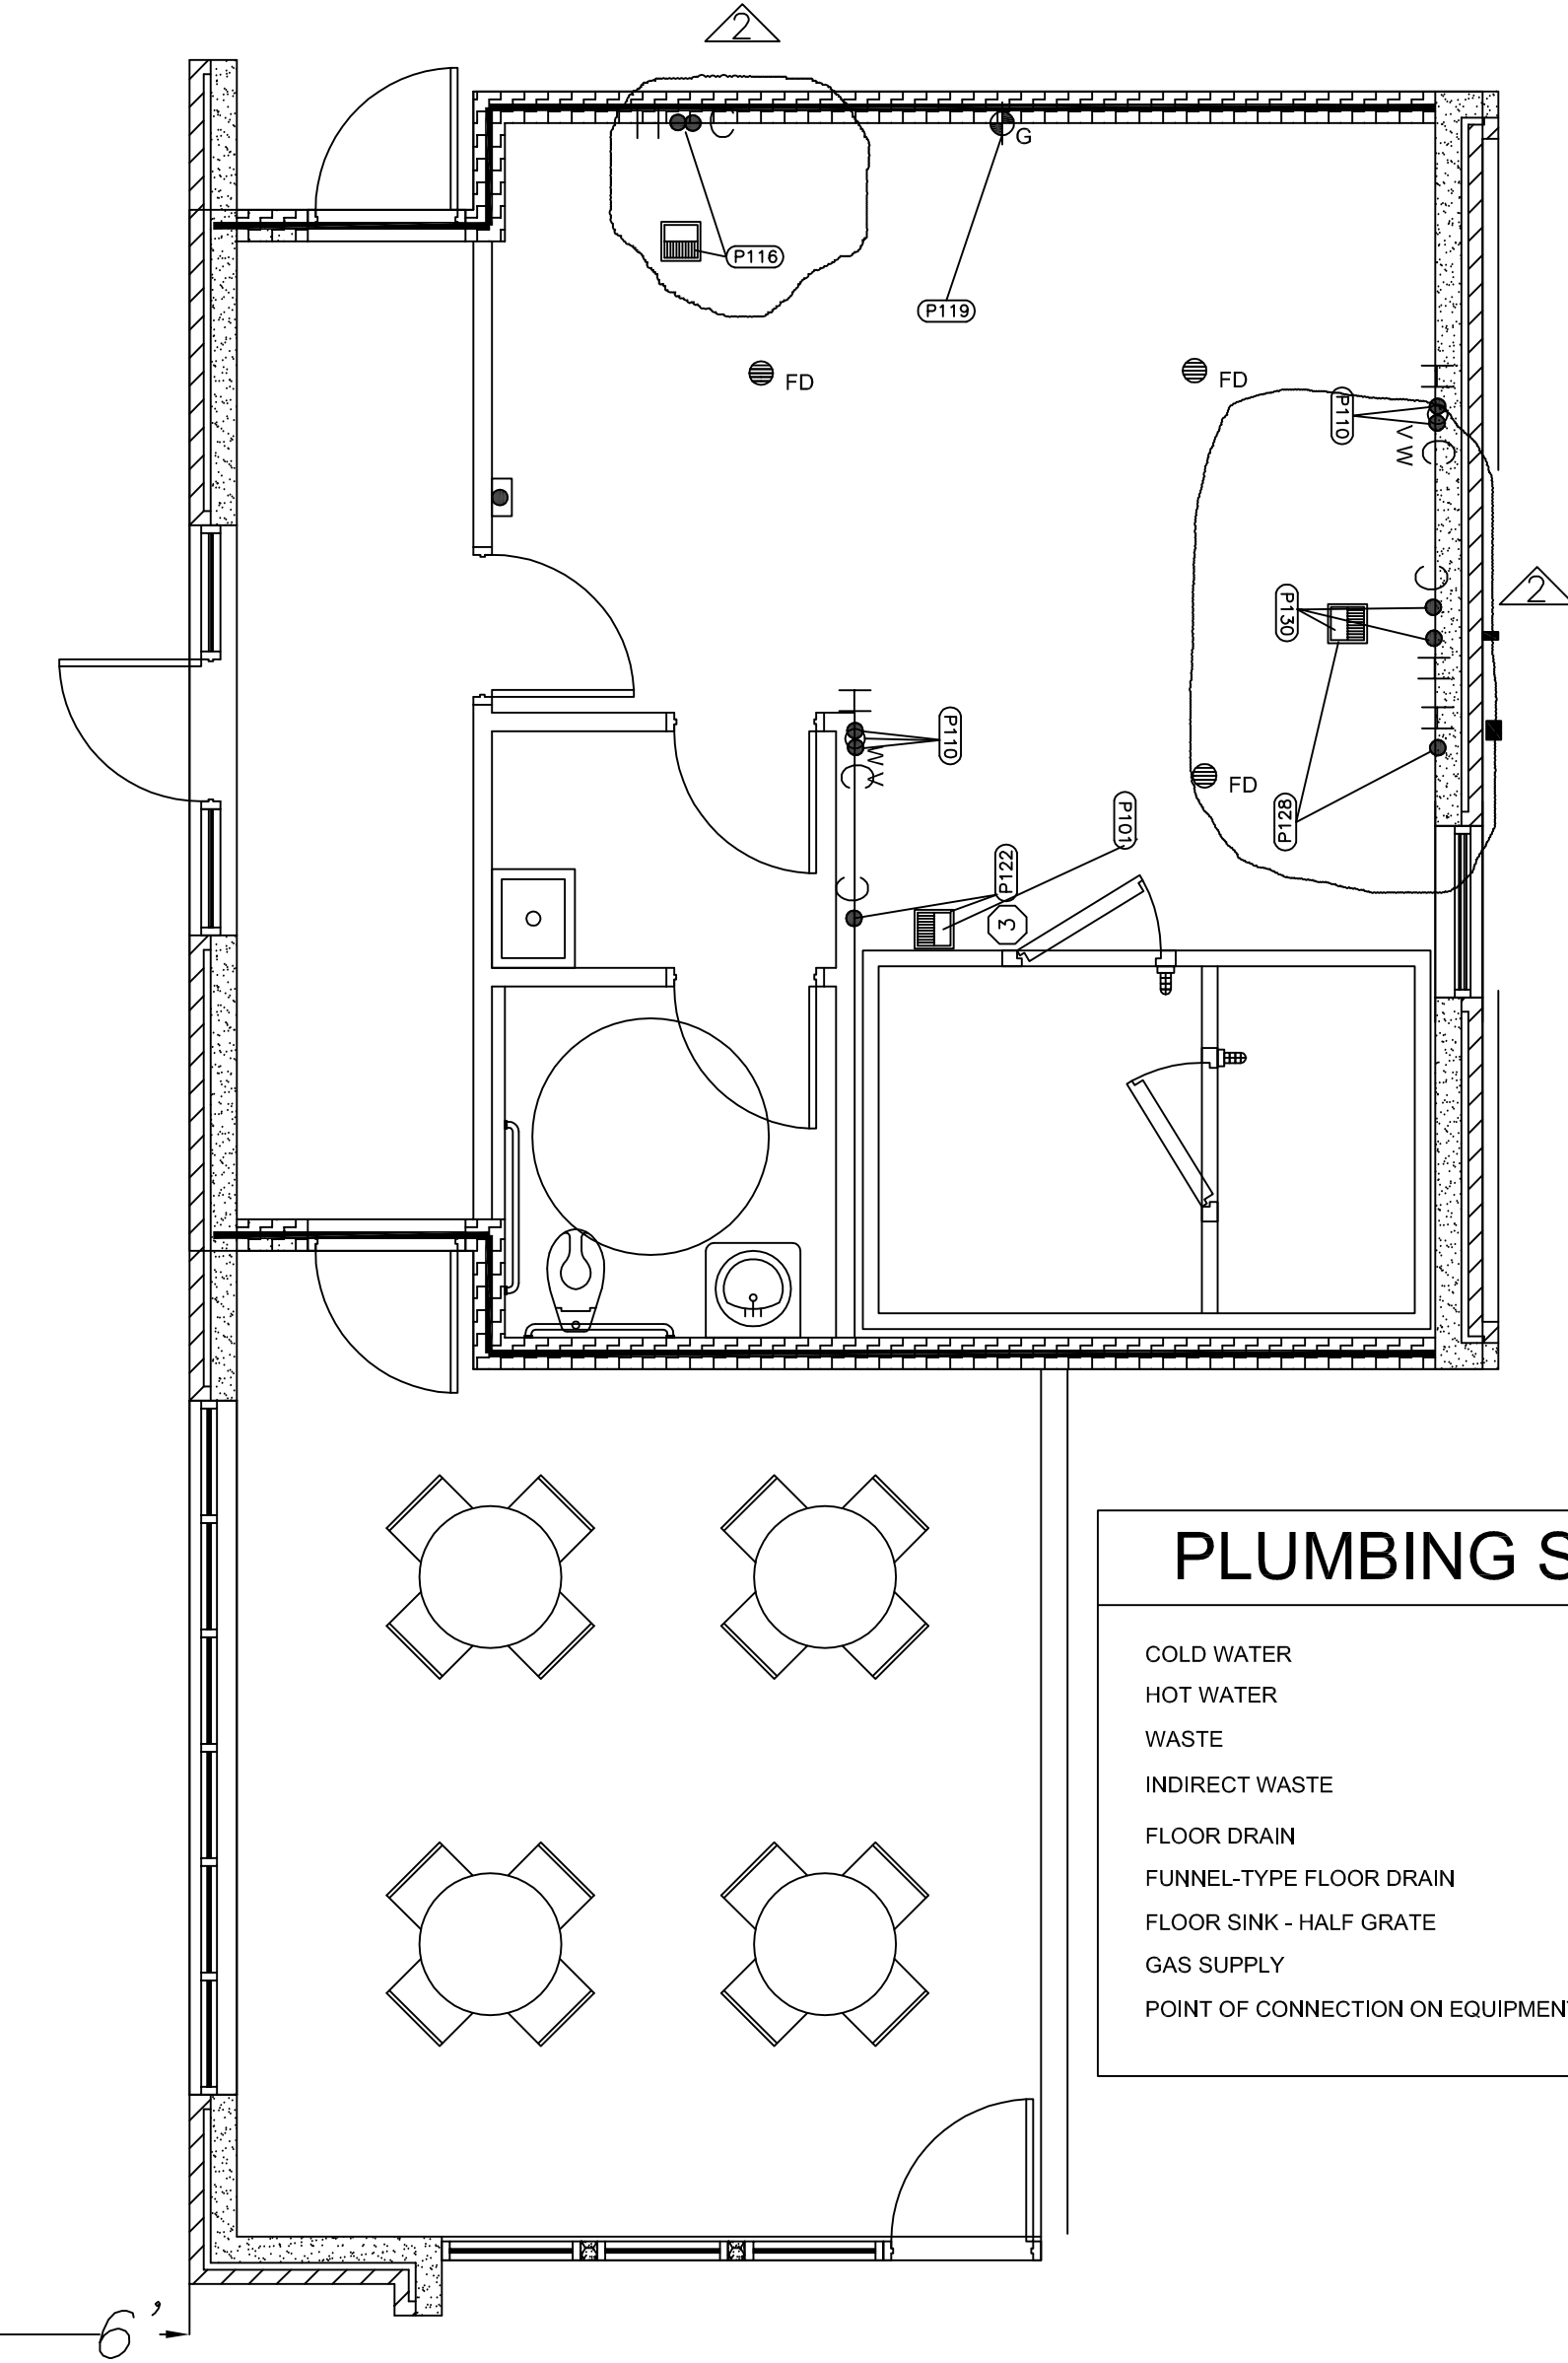 2
H C
G
P116
P119
FD
FD
H
P110
C
V W
C
P130
2
H
H
H
P110
W V
C
FD
P128
P101
P122
C
3
PLUMBING S
COLD WATER
HOT WATER
WASTE
INDIRECT WASTE
FLOOR DRAIN
FUNNEL-TYPE FLOOR DRAIN
FLOOR SINK - HALF GRATE
GAS SUPPLY
POINT OF CONNECTION ON EQUIPMENT
6'